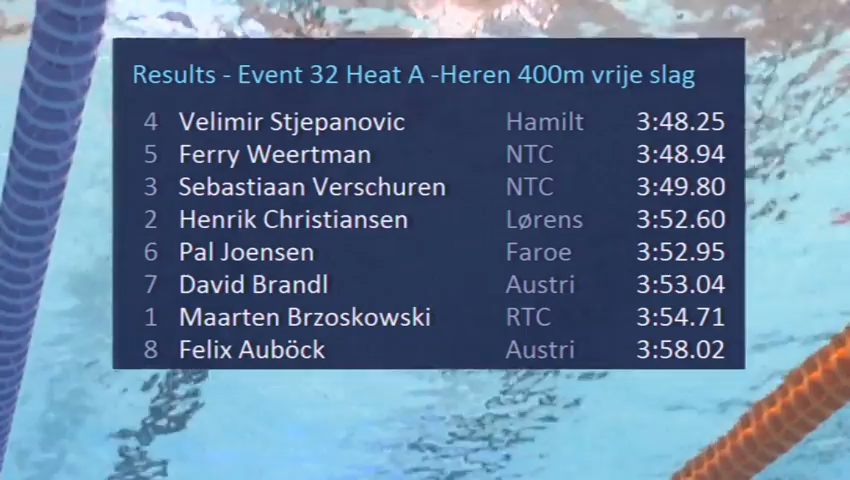 Results - Event 32 Heat A -Heren 400m vrije slag
4 Velimir Stjepanovic Hamilt 3:48.25
5 Ferry Weertman NTC 3:48.94
3 Sebastiaan Verschuren NTC 3:49.80
2 Henrik Christiansen Lørens 3:52.60
6 Pal Joensen Faroe 3:52.95
7 David Brandl Austri 3:53.04
1 Maarten Brzoskowski RTC 3:54.71
8 Felix Auböck Austri 3:58.02